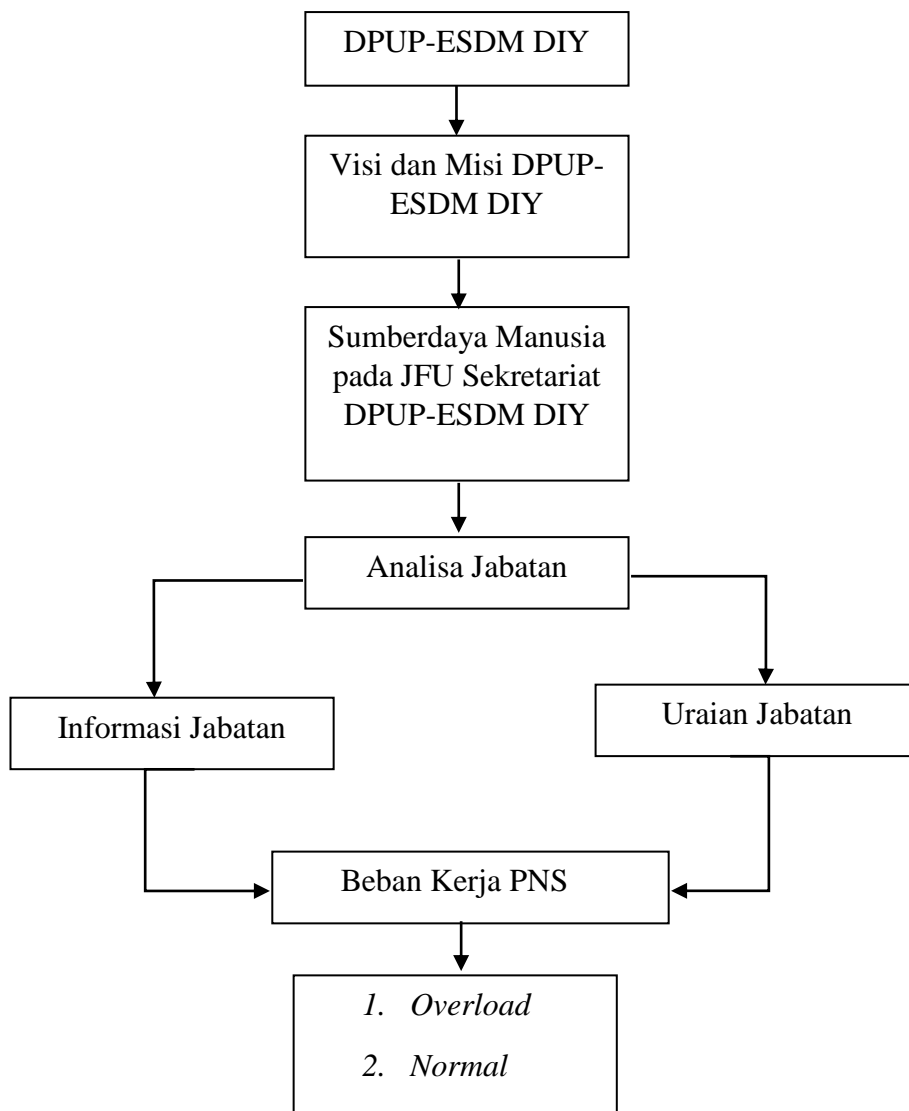 DPUP-ESDM DIY
Visi dan Misi DPUP-
ESDM DIY
Sumberdaya Manusia
pada JFU Sekretariat
DPUP-ESDM DIY
Analisa Jabatan
Informasi Jabatan
Uraian Jabatan
Beban Kerja PNS
1. Overload
2. Normal